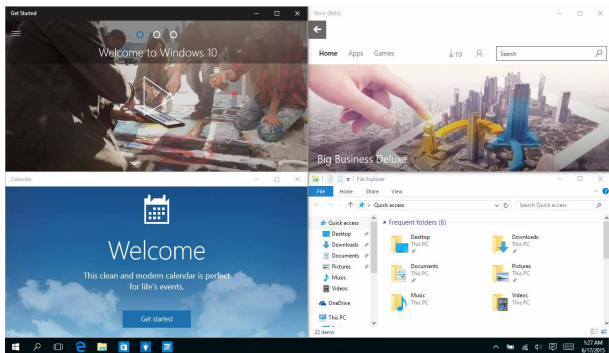 Get Started
Welcome to Windows 10
Store (Beta)
Home Apps Games 19 Search
Big Business Deluxe
Calendar
Welcome
This clean and modern calendar is perfect
for life's events.
Get started
File Explorer
File Home Share View
Quick access Search Quick access
Quick access
Desktop
Downloads
Documents
Pictures
Music
Videos
OneDrive
This PC
Frequent folders (6)
Desktop
This PC
Downloads
This PC
Documents
This PC
Pictures
This PC
Music
This PC
Videos
This PC
22 items
1:27 AM
6/17/2015